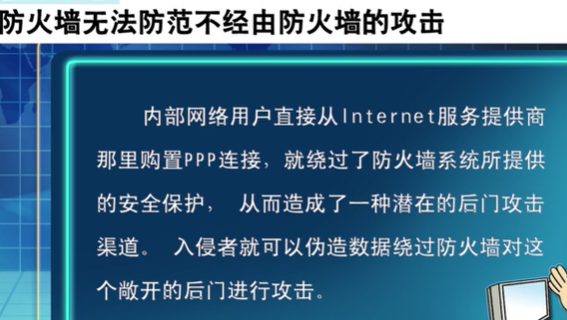 防火墙无法防范不经由防火墙的攻击
内部网络用户直接从Internet服务提供商
那里购置PPP连接，就绕过了防火墙系统所提供
的安全保护， 从而造成了一种潜在的后门攻击
渠道。 入侵者就可以伪造数据绕过防火墙对这
个敞开的后门进行攻击。